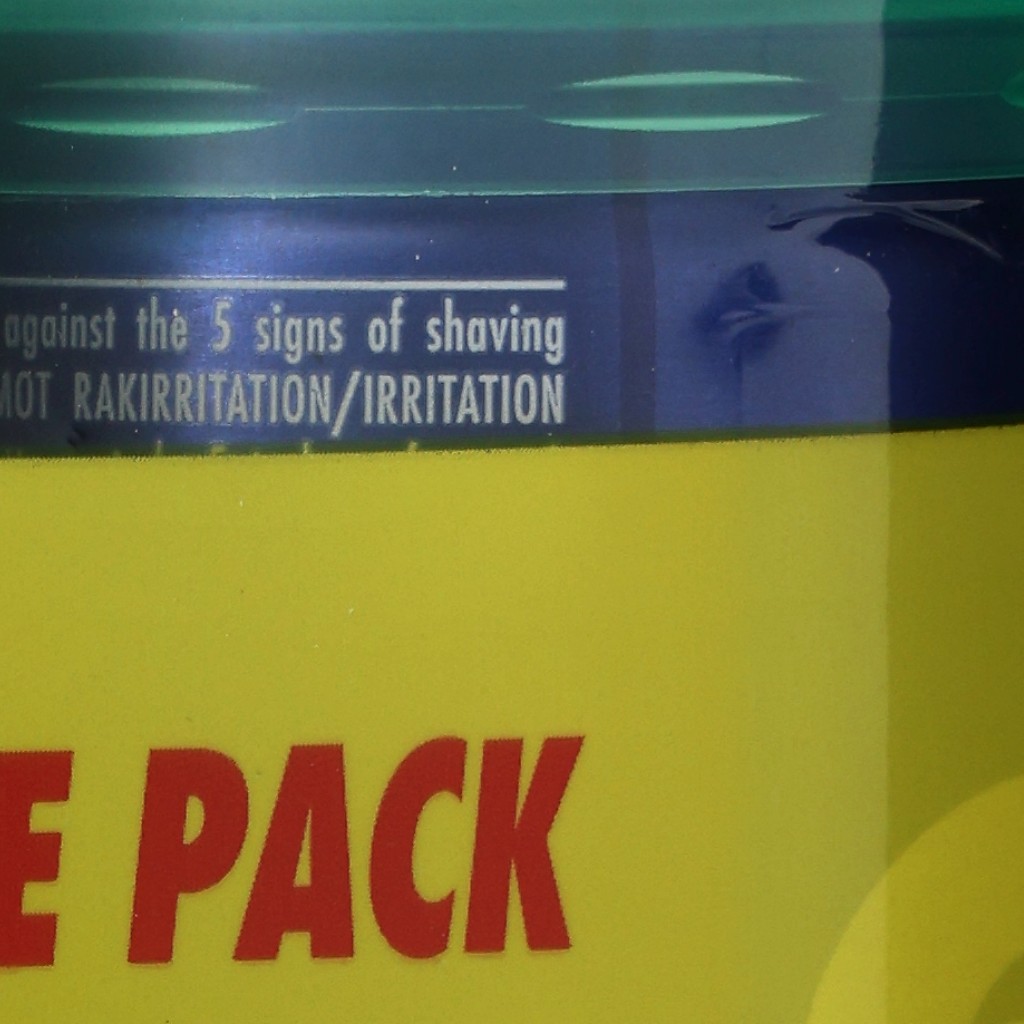 against the 5 signs of shaving
MOT RAKIRRITATION/IRRITATION
E PACK